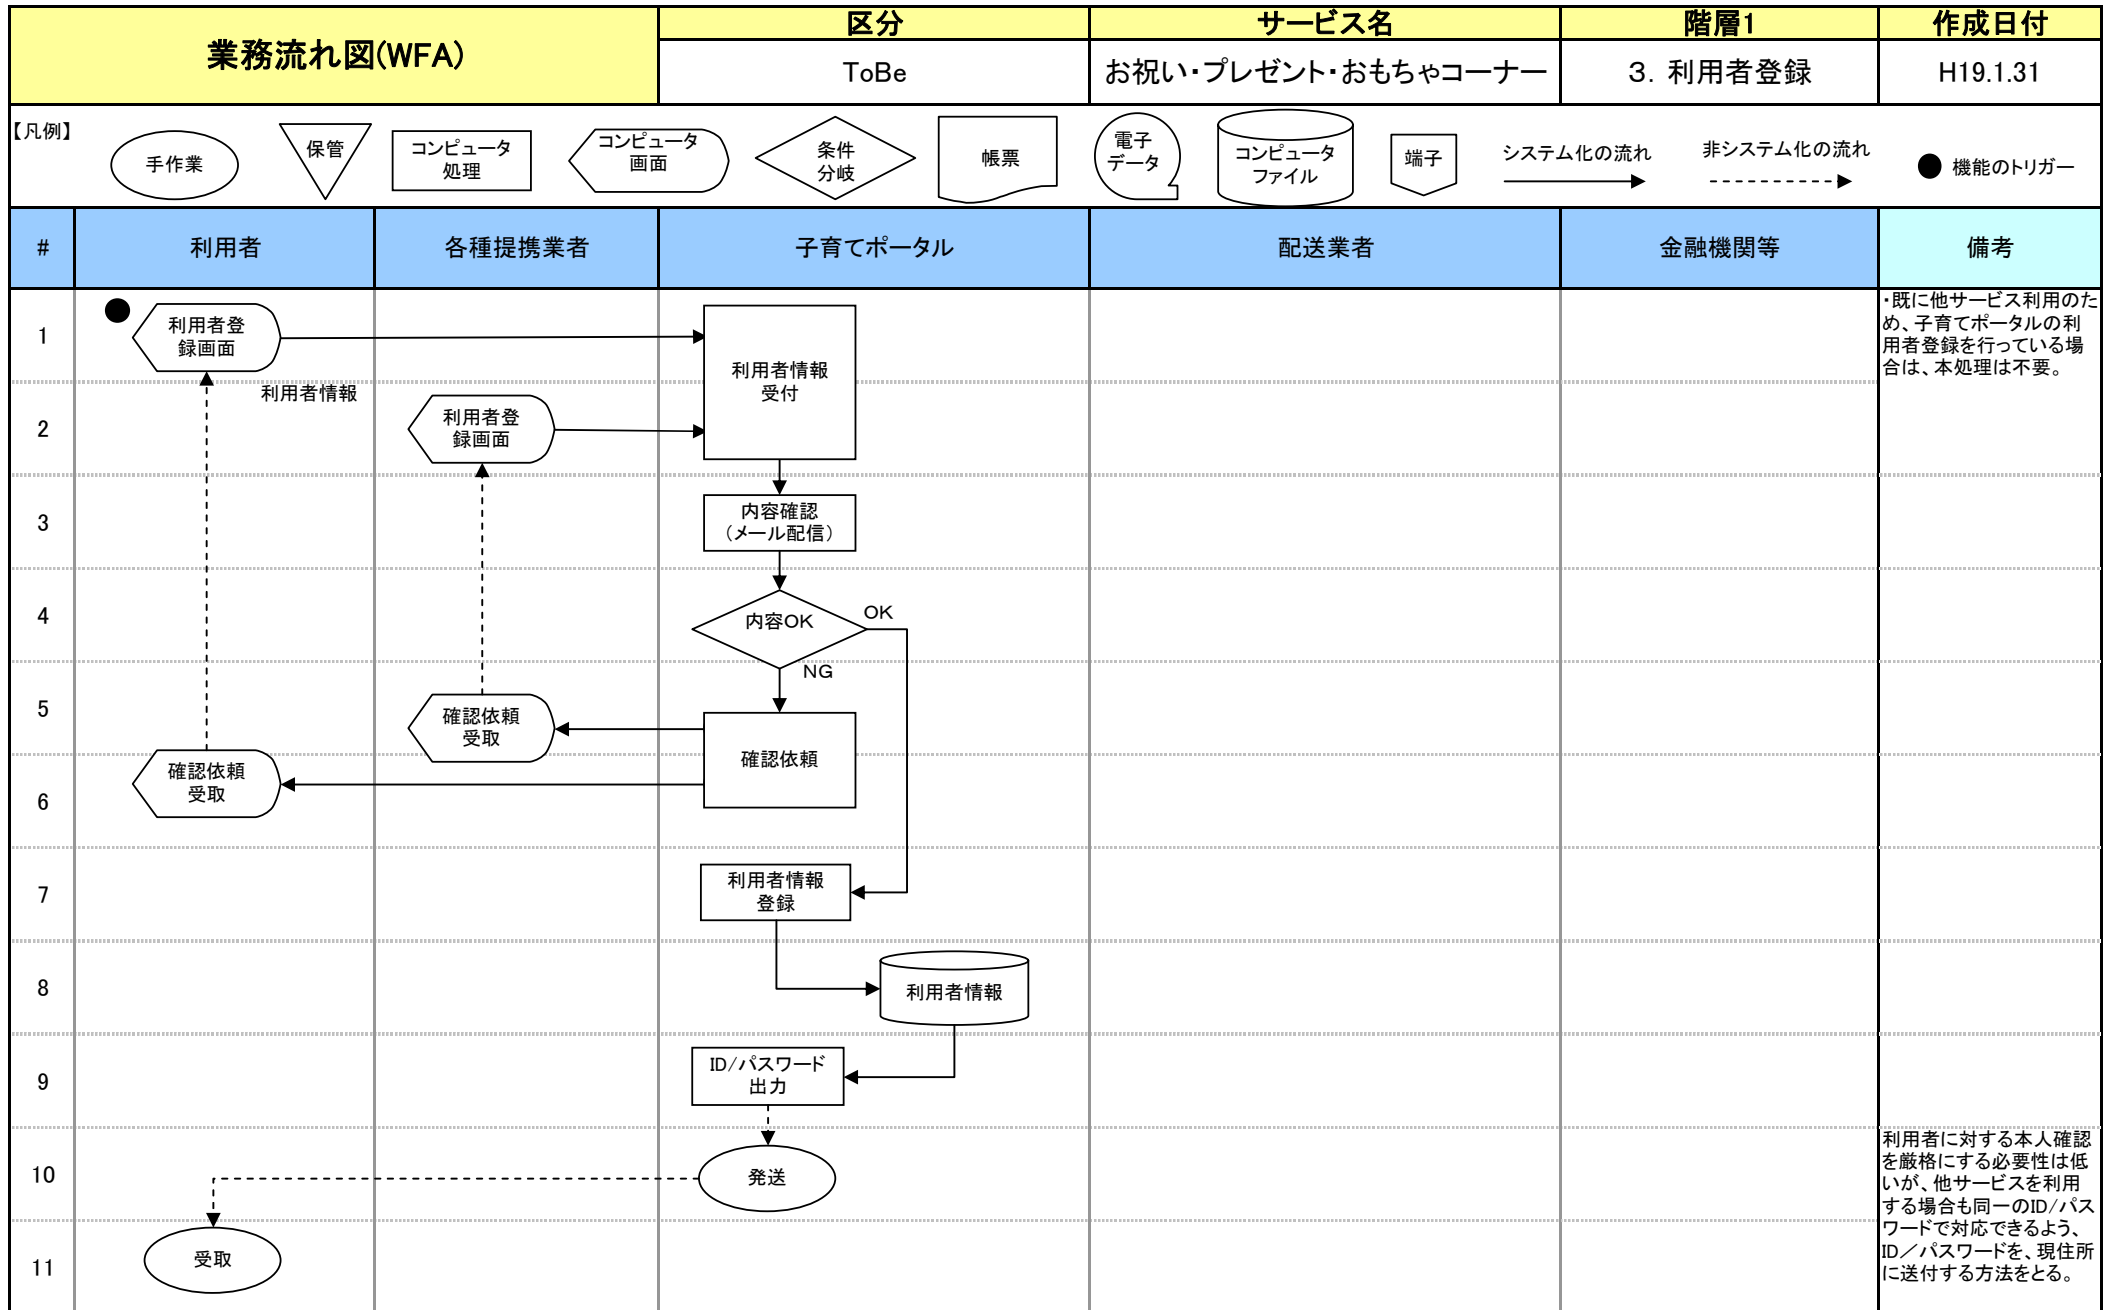 業務流れ図(WFA)
区分
サービス名
階層1
作成日付
ToBe
お祝い・プレゼント・おもちゃコーナー
3．利用者登録
H19.1.31
【凡例】
手作業
保管
コンピュータ
処理
コンピュータ
画面
条件
分岐
帳票
電子
データ
コンピュータ
ファイル
端子
システム化の流れ
非システム化の流れ
機能のトリガー
#
利用者
各種提携業者
子育てポータル
配送業者
金融機関等
備考
1
利用者登
録画面
利用者情報
受付
・既に他サービス利用のた
め、子育てポータルの利
用者登録を行っている場
合は、本処理は不要。
利用者情報
2
利用者登
録画面
3
内容確認
（メール配信）
4
内容OK
OK
NG
5
確認依頼
受取
確認依頼
6
確認依頼
受取
7
利用者情報
登録
8
利用者情報
9
ID/パスワード
出力
10
発送
利用者に対する本人確認
を厳格にする必要性は低
いが、他サービスを利用
する場合も同一のID/パス
ワードで対応できるよう、
ID／パスワードを、現住所
に送付する方法をとる。
11
受取